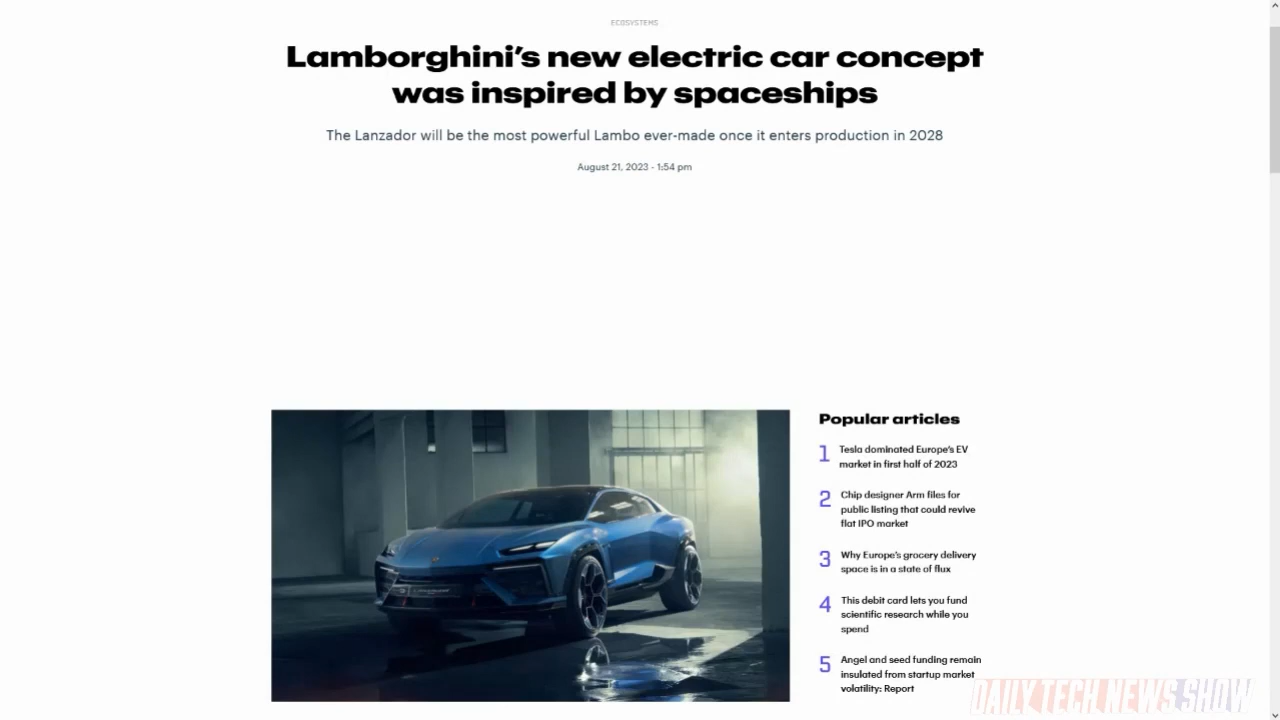 ECOSYSTEMS
Lamborghini's new electric car concept
was inspired by spaceships
The Lanzador will be the most powerful Lambo ever-made once it enters production in 2028
August 21, 2023 - 1:54 pm
Popular articles
1 Tesla dominated Europe's EV
market in first half of 2023
2 Chip designer Arm files for
public listing that could revive
flat IPO market
3 Why Europe's grocery delivery
space is in a state of flux
4 This debit card lets you fund
scientific research while you
spend
5 Angel and seed funding remain
insulated from startup market
volatility: Report
DAILY TECH NEWS SHOW